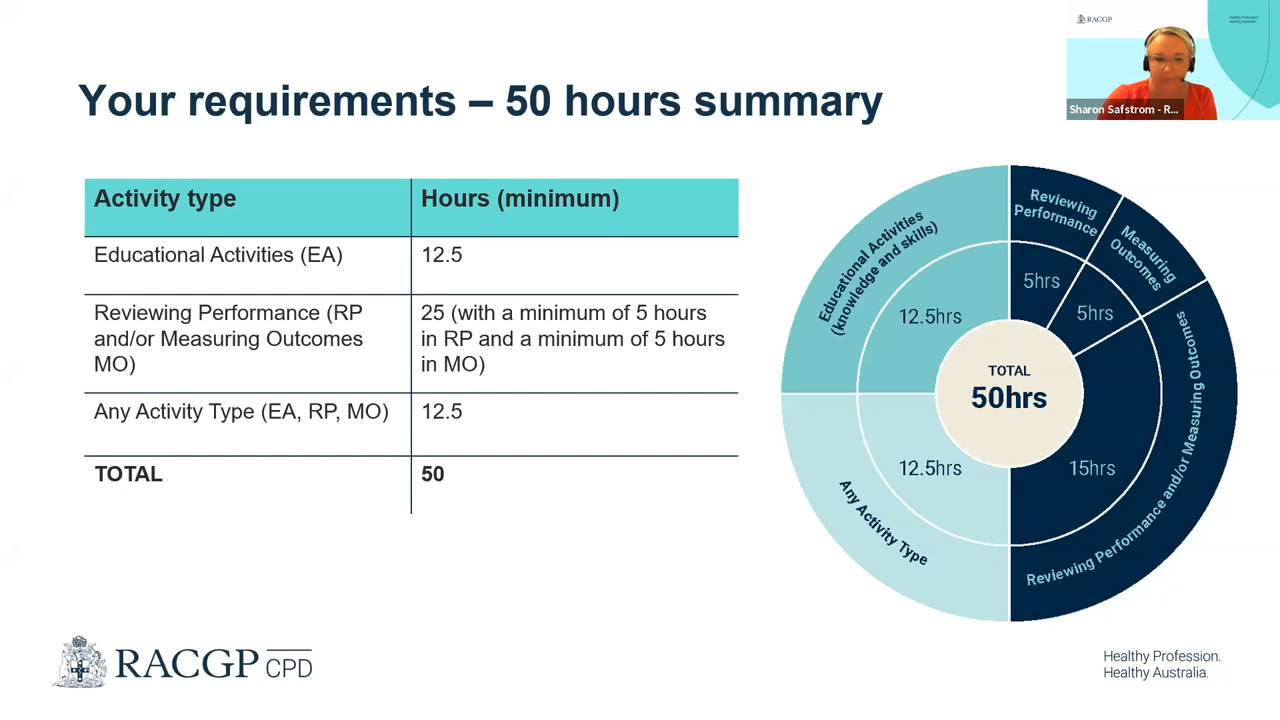 RACGP
Healthy Profession.
Healthy Australia.
Sharon Safstrom - R...
Your requirements – 50 hours summary
Activity type
Hours (minimum)
Educational Activities (EA)
12.5
Reviewing Performance (RP
and/or Measuring Outcomes
MO)
25 (with a minimum of 5 hours
in RP and a minimum of 5 hours
in MO)
Any Activity Type (EA, RP, MO)
12.5
TOTAL
50
Educational Activities
(knowledge and skills)
12.5hrs
Reviewing
Performance
5hrs
Measuring
Outcomes
5hrs
TOTAL
50hrs
Any Activity Type
12.5hrs
Reviewing Performance and/or Measuring Outcomes
15hrs
RACGP CPD
Healthy Profession.
Healthy Australia.